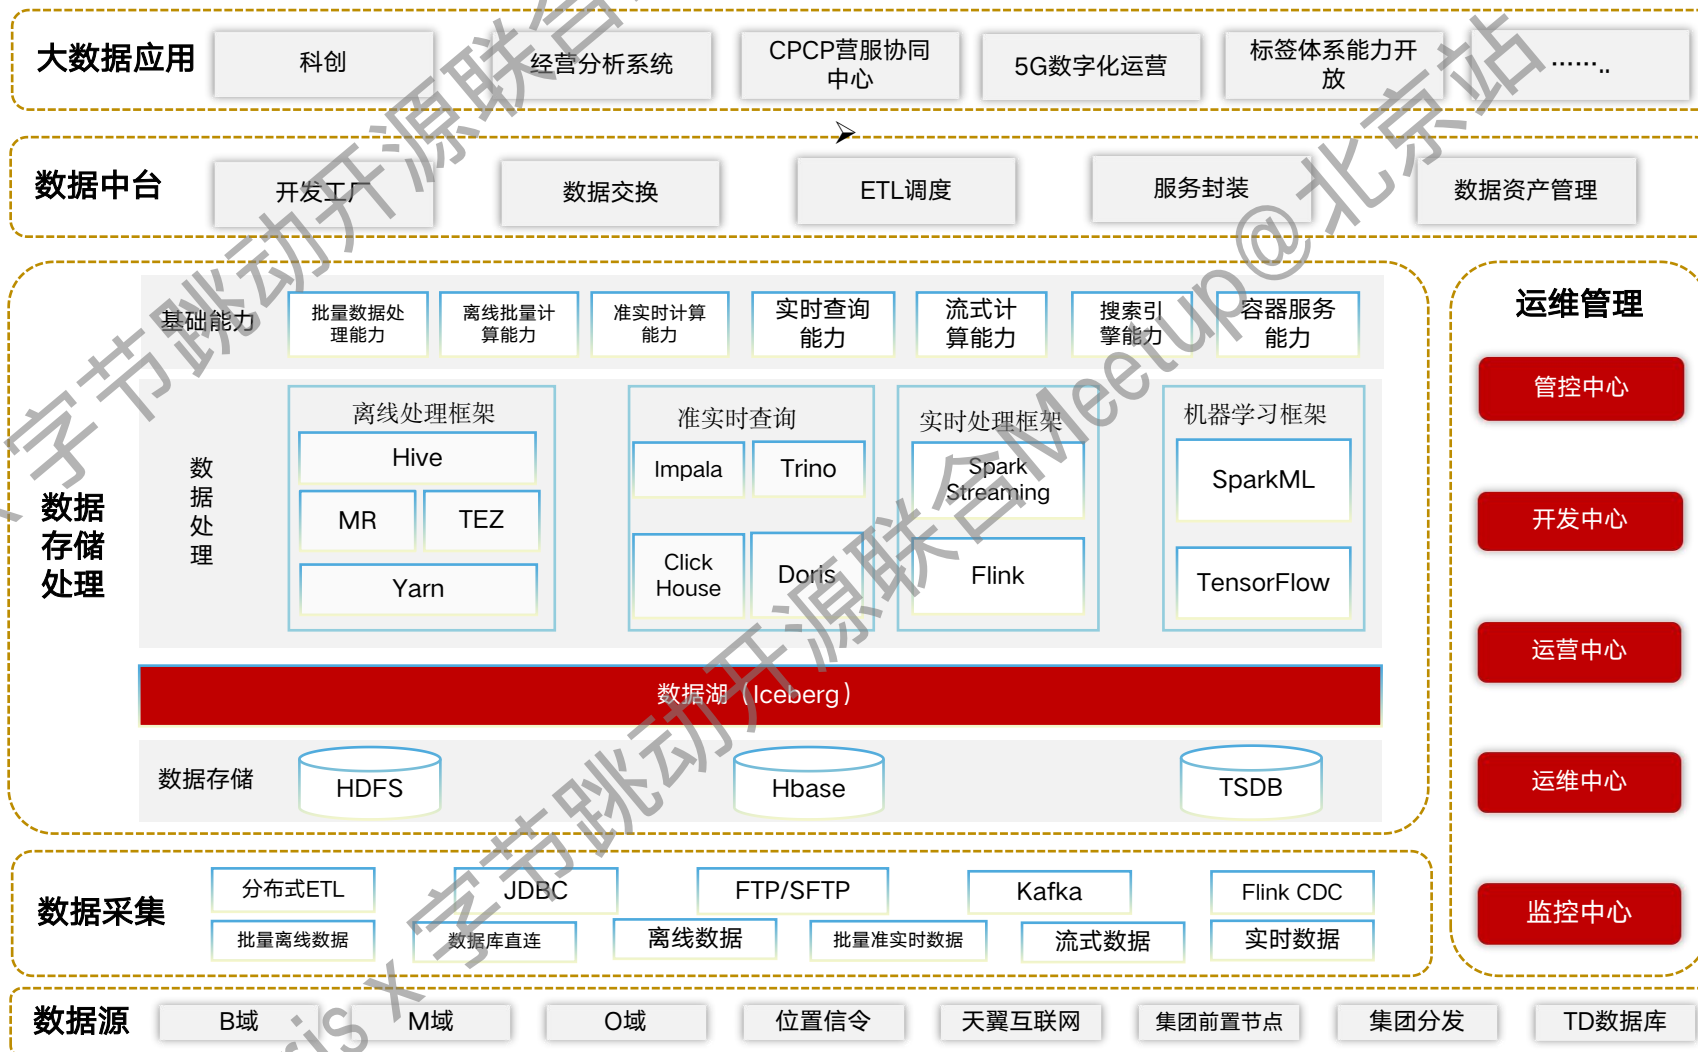 大数据应用
科创
经营分析系统
CPCP营服协同
中心
5G数字化运营
标签体系能力开
放
……..
数据中台
开发工厂
数据交换
ETL调度
服务封装
数据资产管理
数据
存储
处理
基础能力
批量数据处
理能力
离线批量计
算能力
准实时计算
能力
实时查询
能力
流式计
算能力
搜索引
擎能力
容器服务
能力
数
据
处
理
离线处理框架
Hive
MR
TEZ
Yarn
准实时查询
Impala
Trino
Click
House
Doris
实时处理框架
Spark
Streaming
Flink
机器学习框架
SparkML
TensorFlow
数据湖（Iceberg）
数据存储
HDFS
Hbase
TSDB
运维管理
管控中心
开发中心
运营中心
运维中心
监控中心
数据采集
分布式ETL
JDBC
FTP/SFTP
Kafka
Flink CDC
批量离线数据
数据库直连
离线数据
批量准实时数据
流式数据
实时数据
数据源
B域
M域
O域
位置信令
天翼互联网
集团前置节点
集团分发
TD数据库
x 字节跳动开源联合
ris x 字节跳动开源联合Meetup@北京站